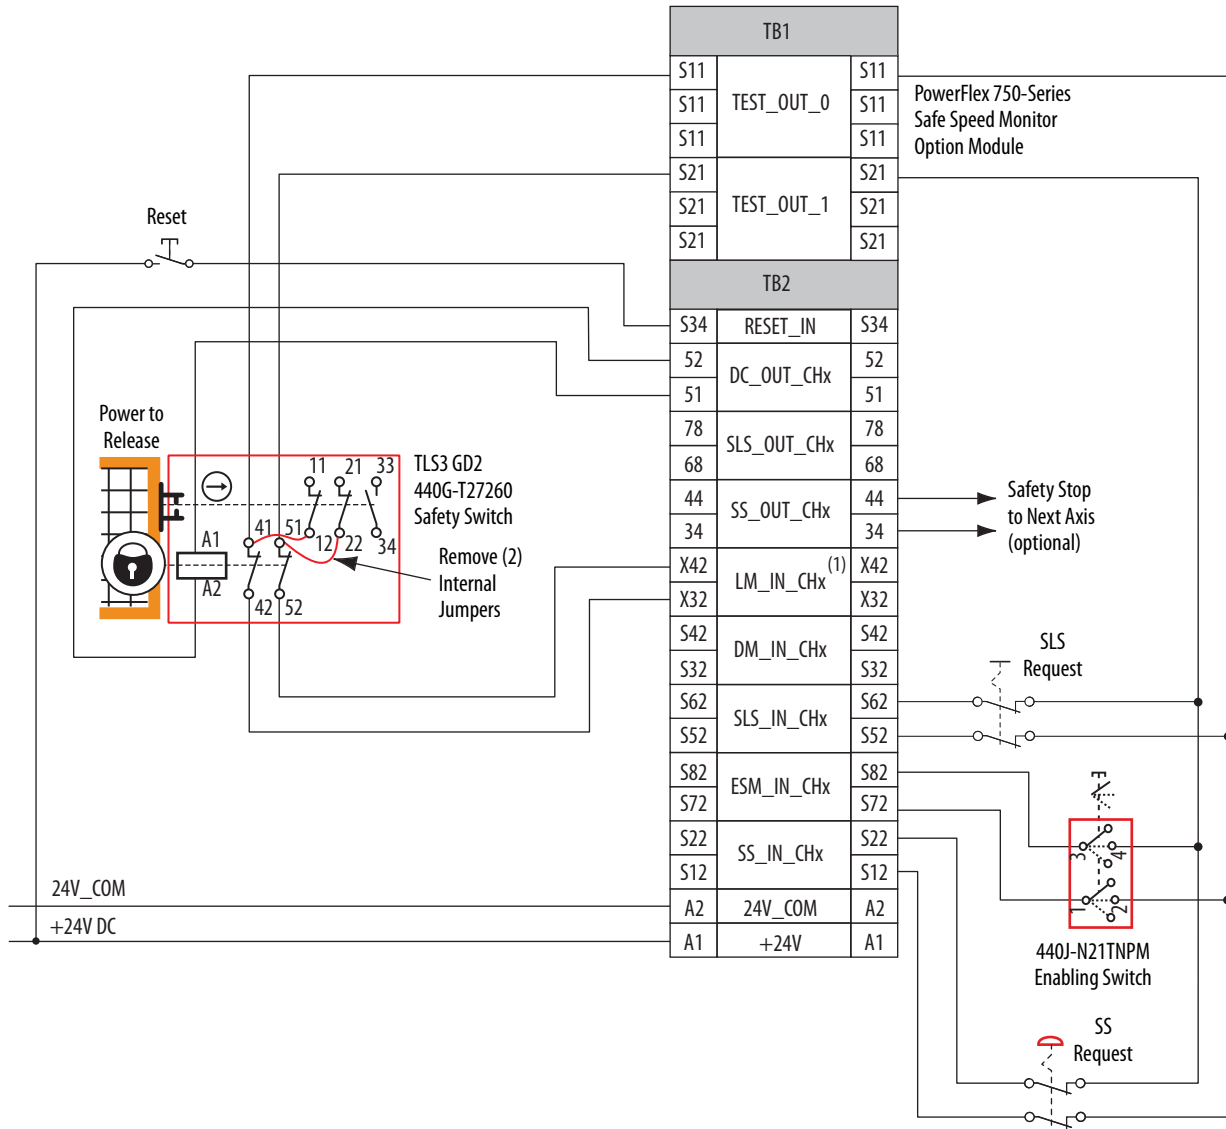 TB1
S11 TEST_OUT_0 S11
S11 S11
S11 S11
S21 TEST_OUT_1 S21
S21 S21
S21 S21
PowerFlex 750-Series
Safe Speed Monitor
Option Module
Reset
TB2
S34 RESET_IN S34
52 DC_OUT_CHx 52
51 51
78 SLS_OUT_CHx 78
68 68
44 SS_OUT_CHx 44
34 34
X42 LM_IN_CHx (1) X42
X32 X32
S42 DM_IN_CHx S42
S32 S32
S62 SLS_IN_CHx S62
S52 S52
S82 ESM_IN_CHx S82
S72 S72
S22 SS_IN_CHx S22
S12 S12
A2 24V_COM A2
A1 +24V A1
Power to
Release
11 21 33
41 51
12 22 34
A1
A2
42 52
TLS3 GD2
440G-T27260
Safety Switch
Remove (2)
Internal
Jumpers
Safety Stop
to Next Axis
(optional)
SLS
Request
3 4
1 2
440J-N21TNPM
Enabling Switch
24V_COM
+24V DC
SS
Request